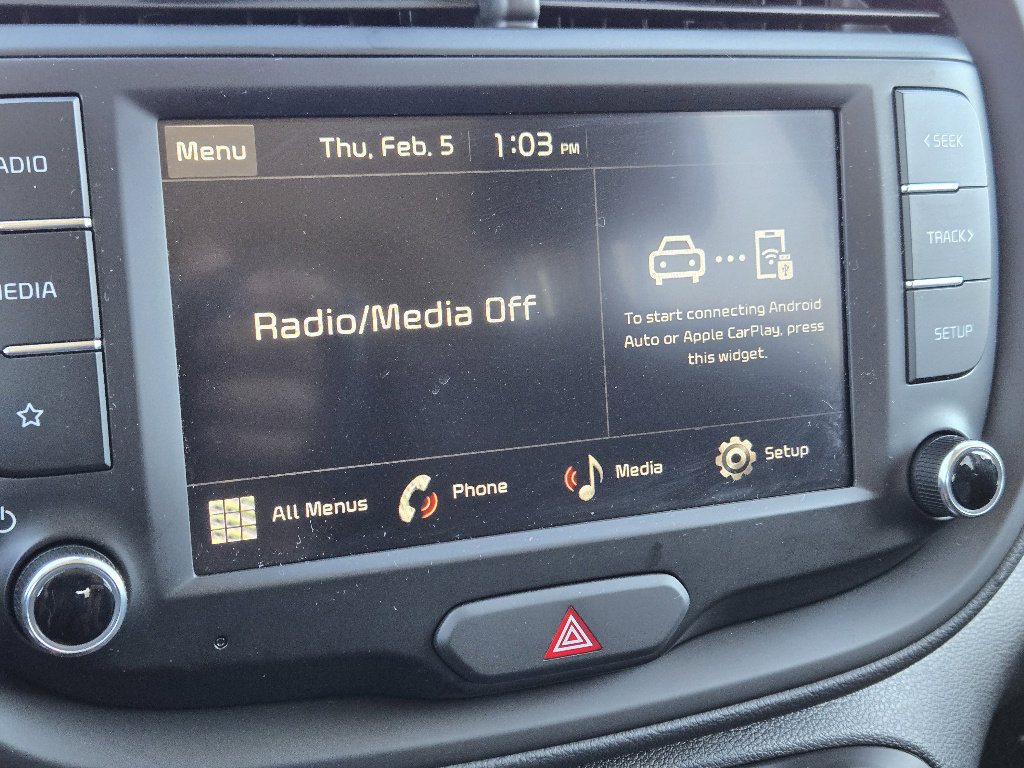 Menu Thu, Feb. 5 1:03 PM
Radio/Media Off
To start connecting Android
Auto or Apple CarPlay, press
this widget.
All Menus Phone Media Setup
ADIO
MEDIA
< SEEK
TRACK >
SETUP